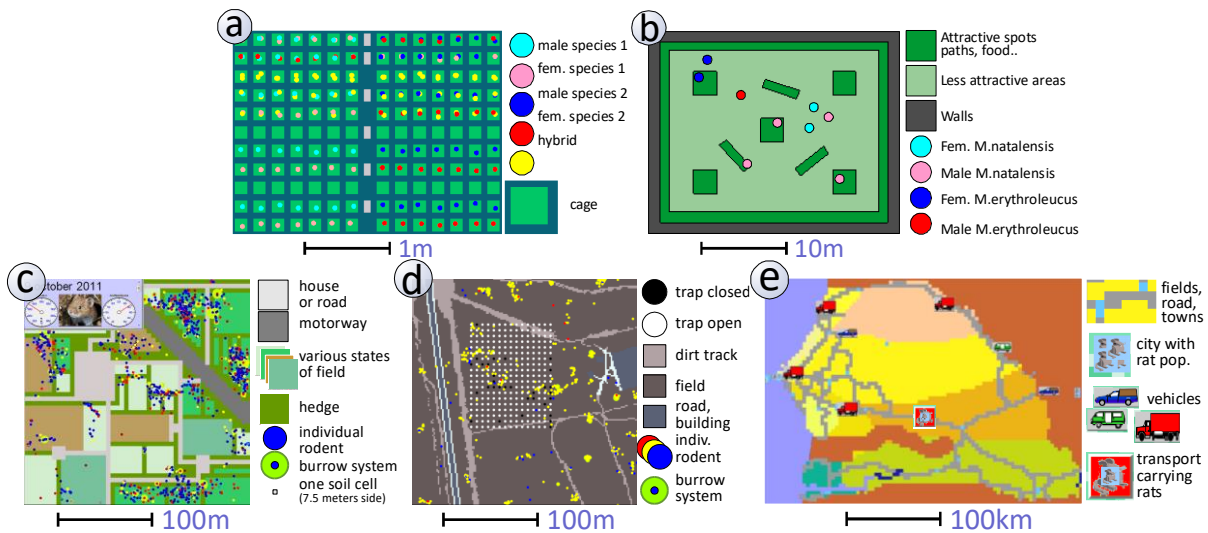 a
male species 1
fem. species 1
male species 2
fem. species 2
hybrid
cage
1m
b
Attractive spots
paths, food..
Less attractive areas
Walls
Fem. M.natalensis
Male M.natalensis
Fem. M.erythroleucus
Male M.erythroleucus
10m
c
ctober 2011
house
or road
motorway
various states
of field
hedge
individual
rodent
burrow system
one soil cell
(7.5 meters side)
100m
d
trap closed
trap open
dirt track
field
road,
building
indiv.
rodent
burrow
system
100m
e
fields,
road,
towns
city with
rat pop.
vehicles
transport
carrying
rats
100km